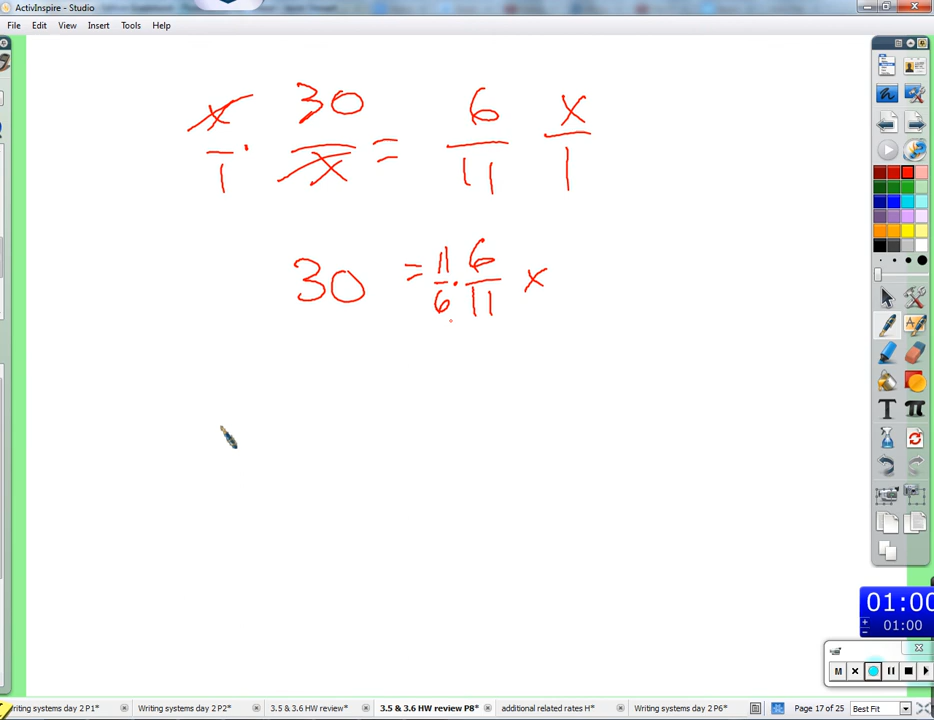 ActivInspire - Studio
File Edit View Insert Tools Help
x/1 · 30/x = 6/11 x/1
30 = 11/6 · 6/11 x
01:00
01:00
M
riting systems day 2 P1* Writing systems day 2 P2* 3.5 & 3.6 HW review* 3.5 & 3.6 HW review P8* additional related rates H* Writing systems day 2 P6* Page 17 of 25 Best Fit